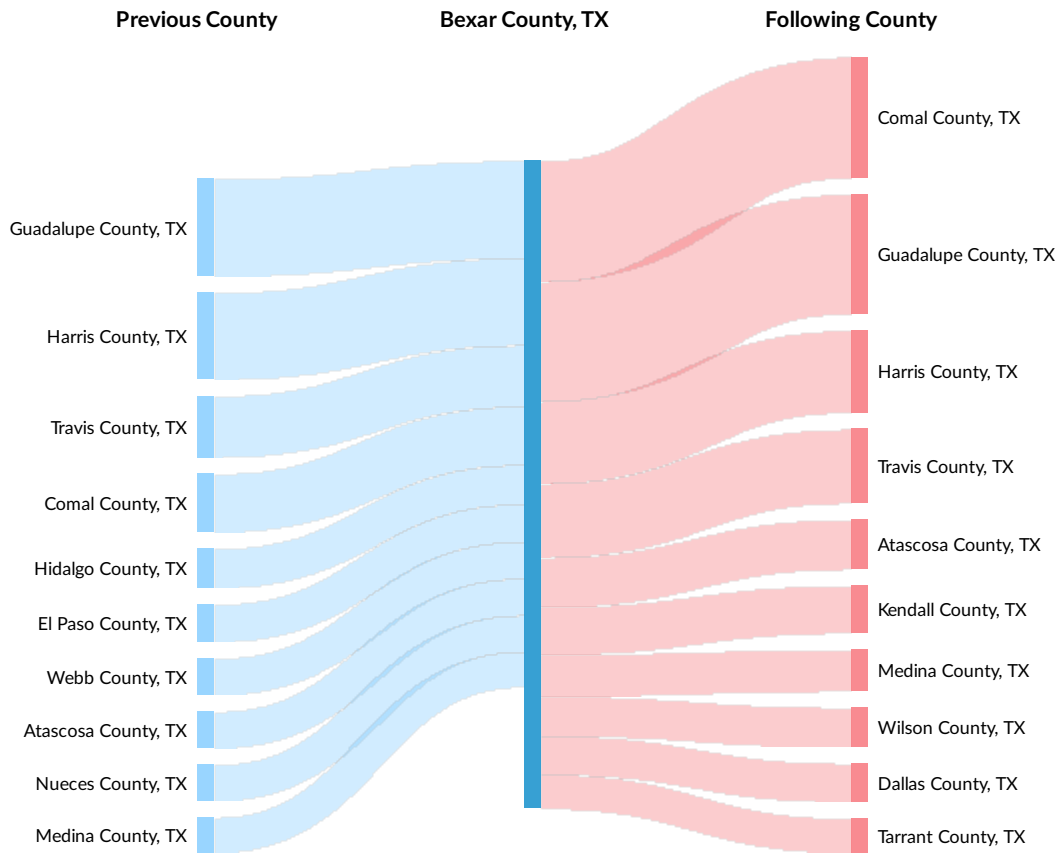 Previous County
Bexar County, TX
Following County
Guadalupe County, TX
Harris County, TX
Travis County, TX
Comal County, TX
Hidalgo County, TX
El Paso County, TX
Webb County, TX
Atascosa County, TX
Nueces County, TX
Medina County, TX
Comal County, TX
Guadalupe County, TX
Harris County, TX
Travis County, TX
Atascosa County, TX
Kendall County, TX
Medina County, TX
Wilson County, TX
Dallas County, TX
Tarrant County, TX